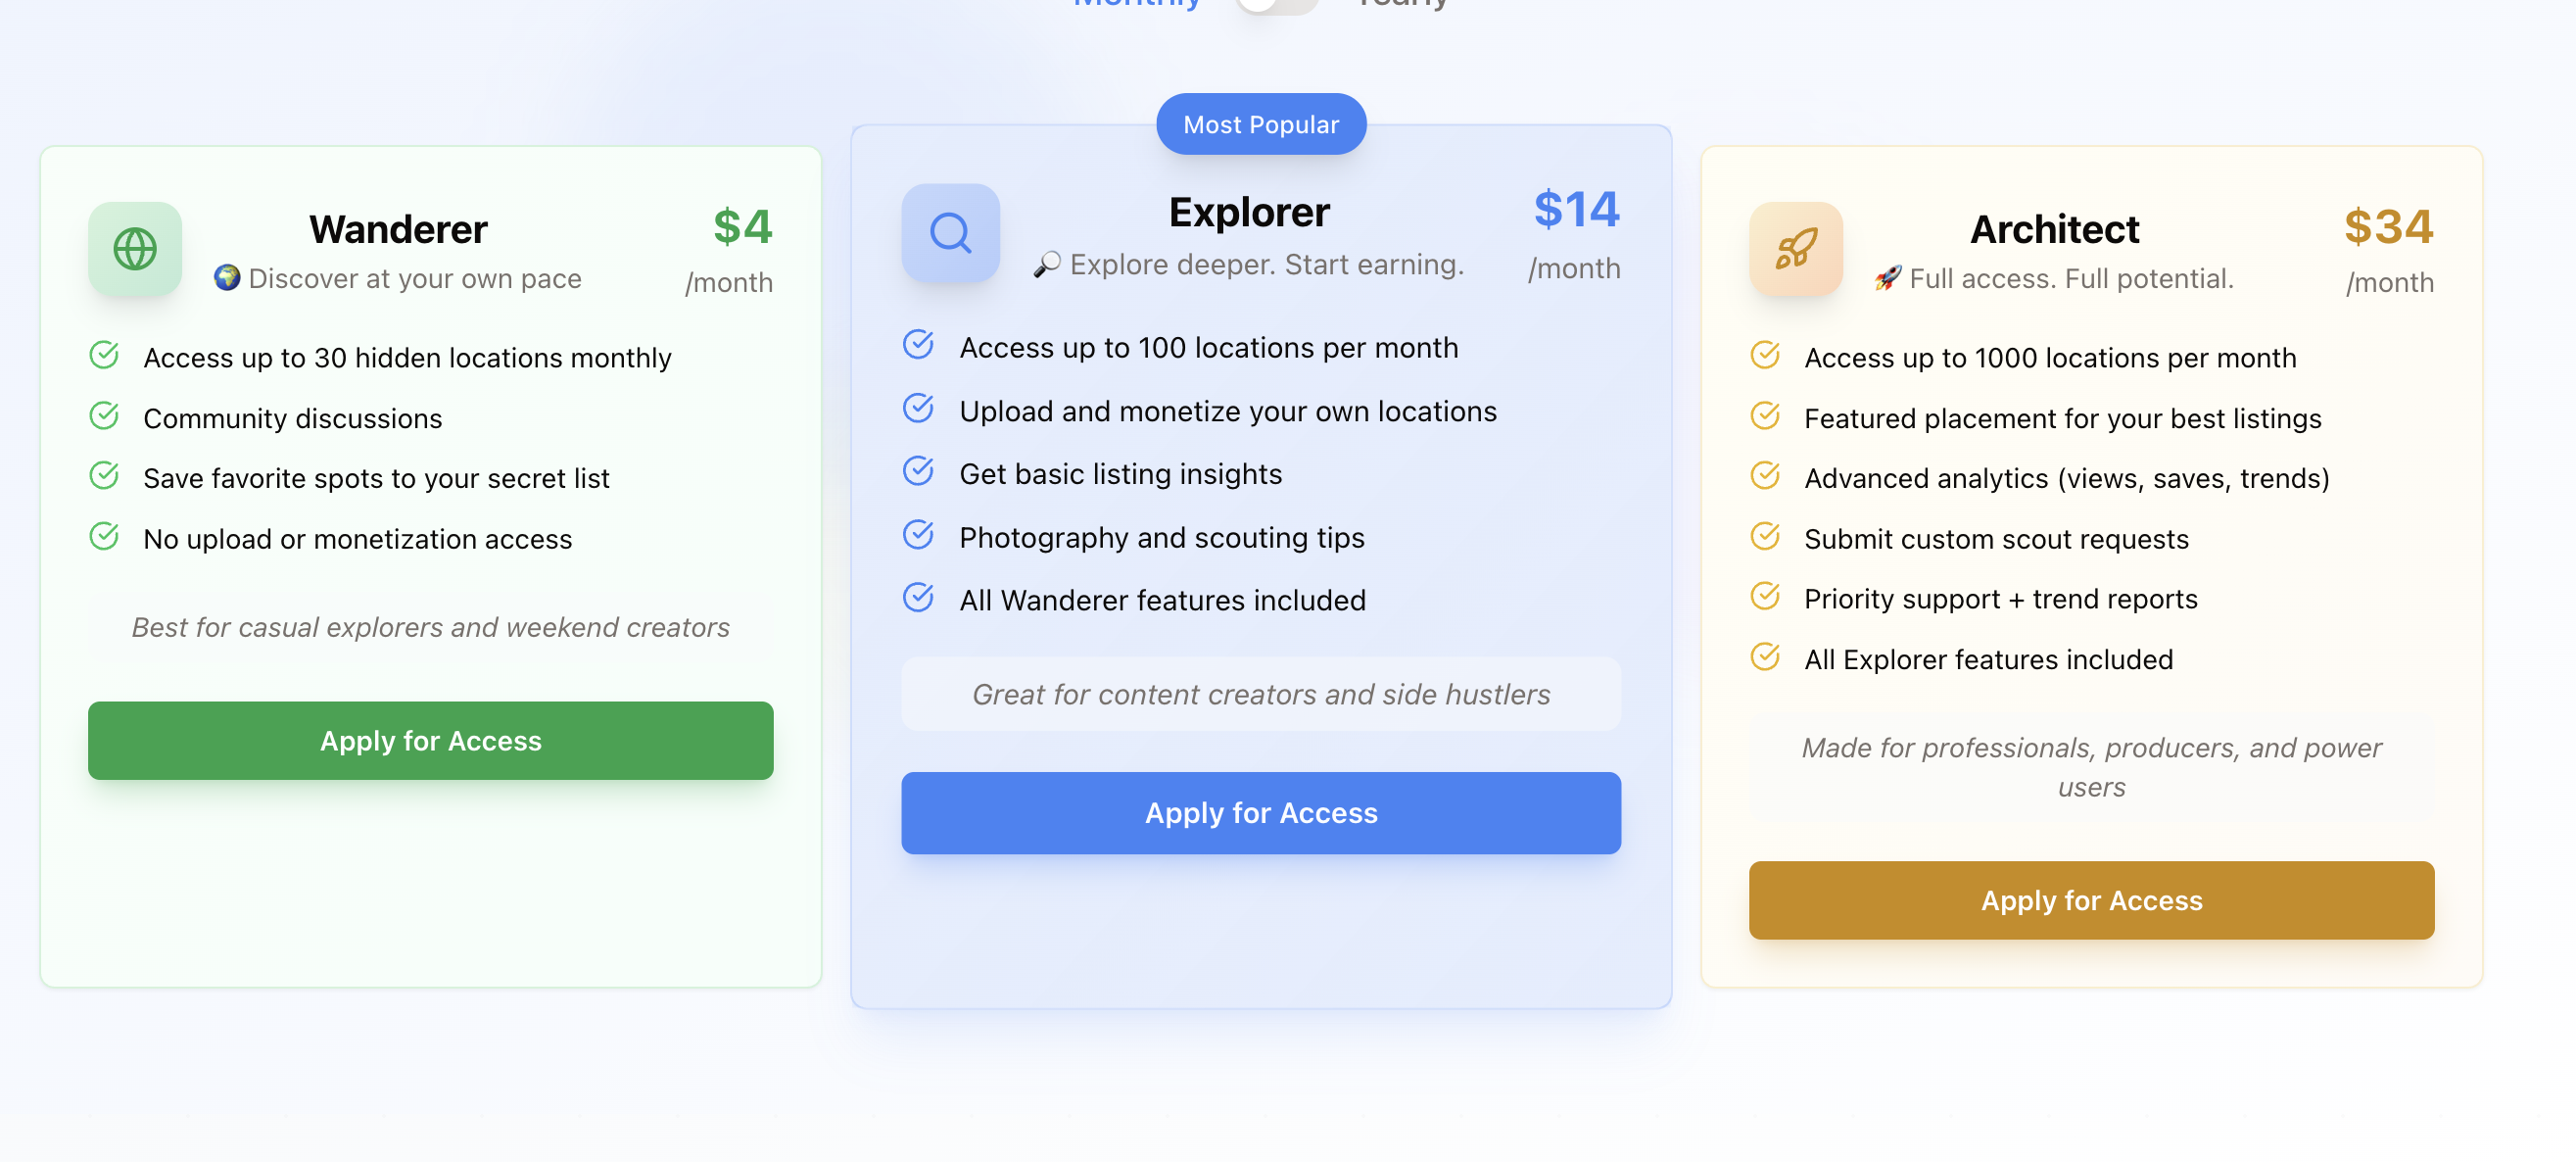 Monthly Yearly
Most Popular
Wanderer
🌍 Discover at your own pace
$4
/month
Access up to 30 hidden locations monthly
Community discussions
Save favorite spots to your secret list
No upload or monetization access
Best for casual explorers and weekend creators
Apply for Access
Explorer
🔎 Explore deeper. Start earning.
$14
/month
Access up to 100 locations per month
Upload and monetize your own locations
Get basic listing insights
Photography and scouting tips
All Wanderer features included
Great for content creators and side hustlers
Apply for Access
Architect
🚀 Full access. Full potential.
$34
/month
Access up to 1000 locations per month
Featured placement for your best listings
Advanced analytics (views, saves, trends)
Submit custom scout requests
Priority support + trend reports
All Explorer features included
Made for professionals, producers, and power
users
Apply for Access